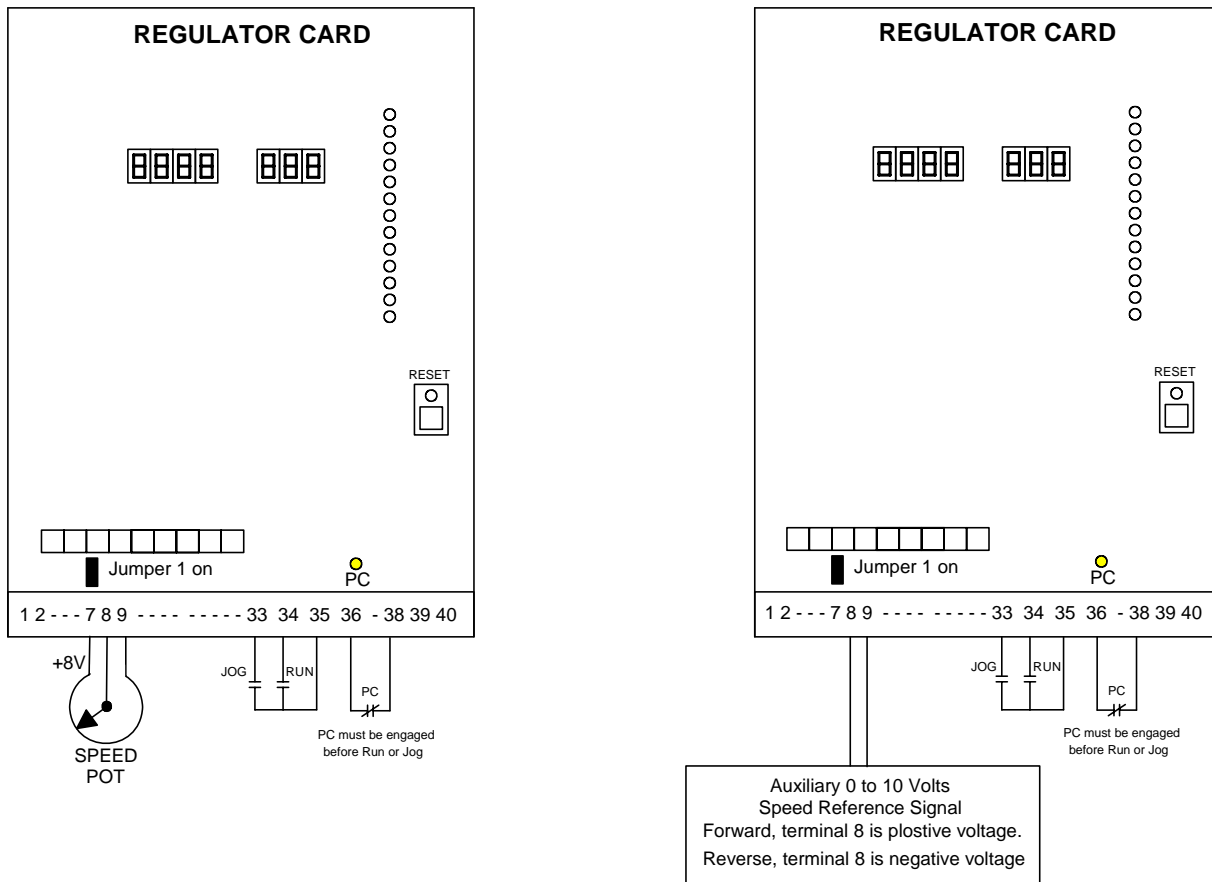 REGULATOR CARD
RESET
Jumper 1 on
PC
1 2 - - - 7 8 9 - - - - - - - - - 33 34 35 36 - 38 39 40
+8V
JOG
RUN
PC
PC must be engaged
before Run or Jog
SPEED
POT
REGULATOR CARD
RESET
Jumper 1 on
PC
1 2 - - - 7 8 9 - - - - - - - - - 33 34 35 36 - 38 39 40
JOG
RUN
PC
PC must be engaged
before Run or Jog
Auxiliary 0 to 10 Volts
Speed Reference Signal
Forward, terminal 8 is plostive voltage.
Reverse, terminal 8 is negative voltage